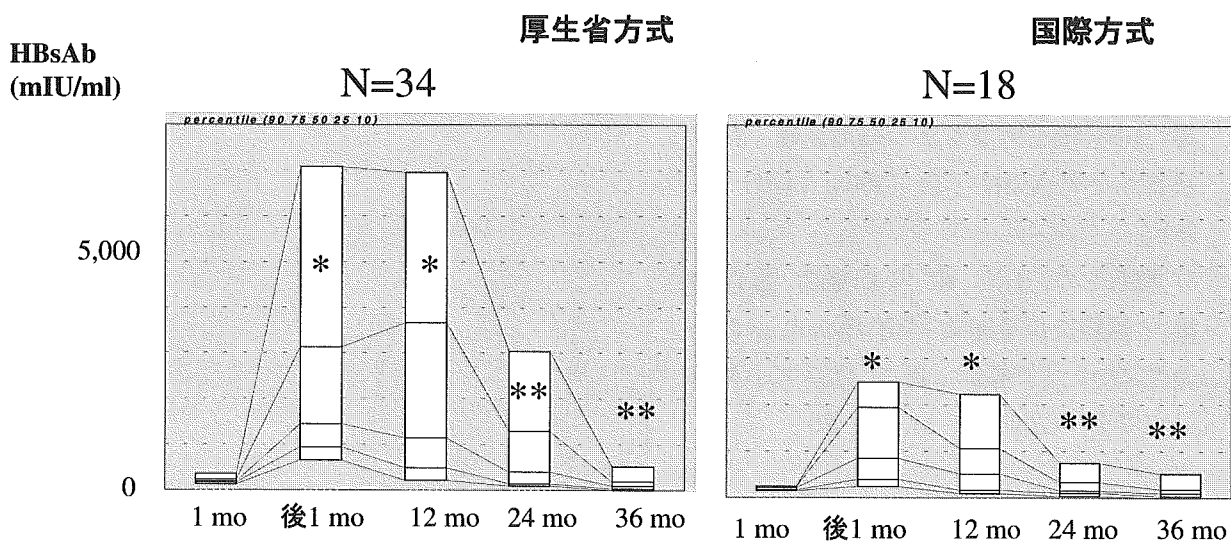 厚生省方式
国際方式
HBsAb
(mIU/ml)
N=34
N=18
percentile (90 75 50 25 10)
percentile (90 75 50 25 10)
5,000
0
*
*
**
**
*
*
**
**
1 mo
後1 mo
12 mo
24 mo
36 mo
1 mo
後1 mo
12 mo
24 mo
36 mo